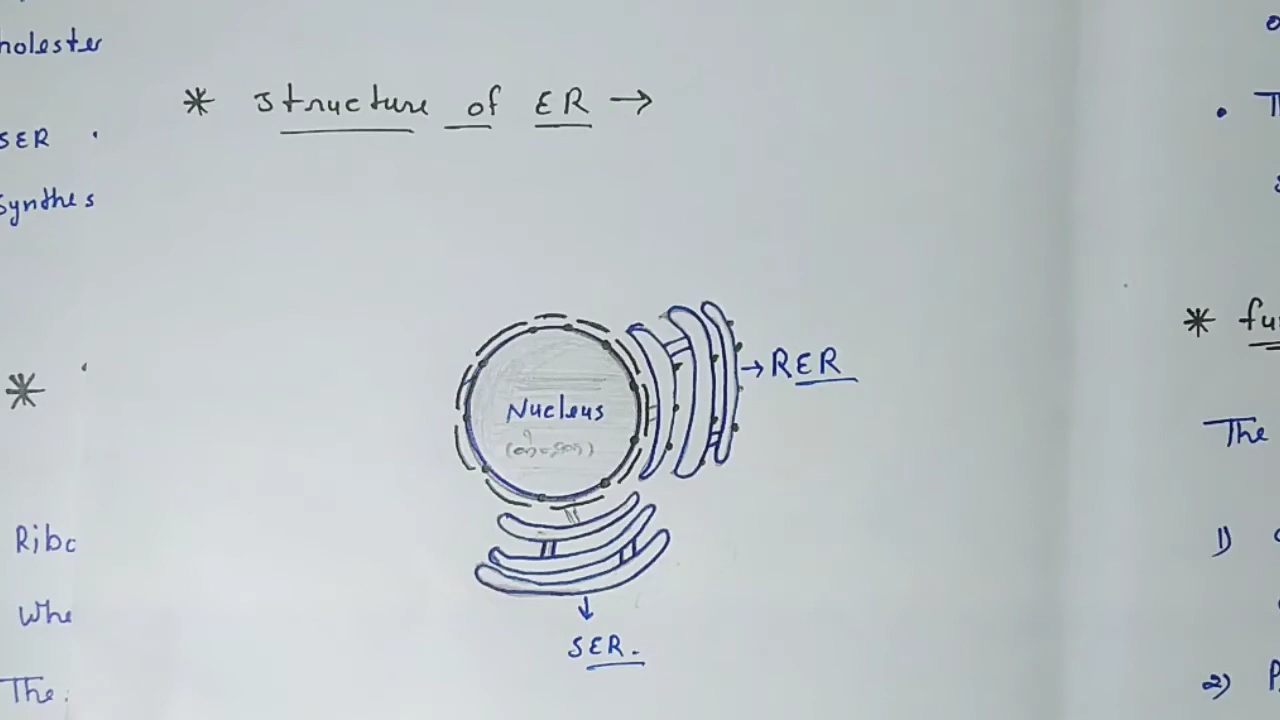 holester
SER
Synthes
*
Ribc
Whe
The
* Structure of ER →
Nucleus
→ RER
SER.
• T
* fu
The
1)
2) P